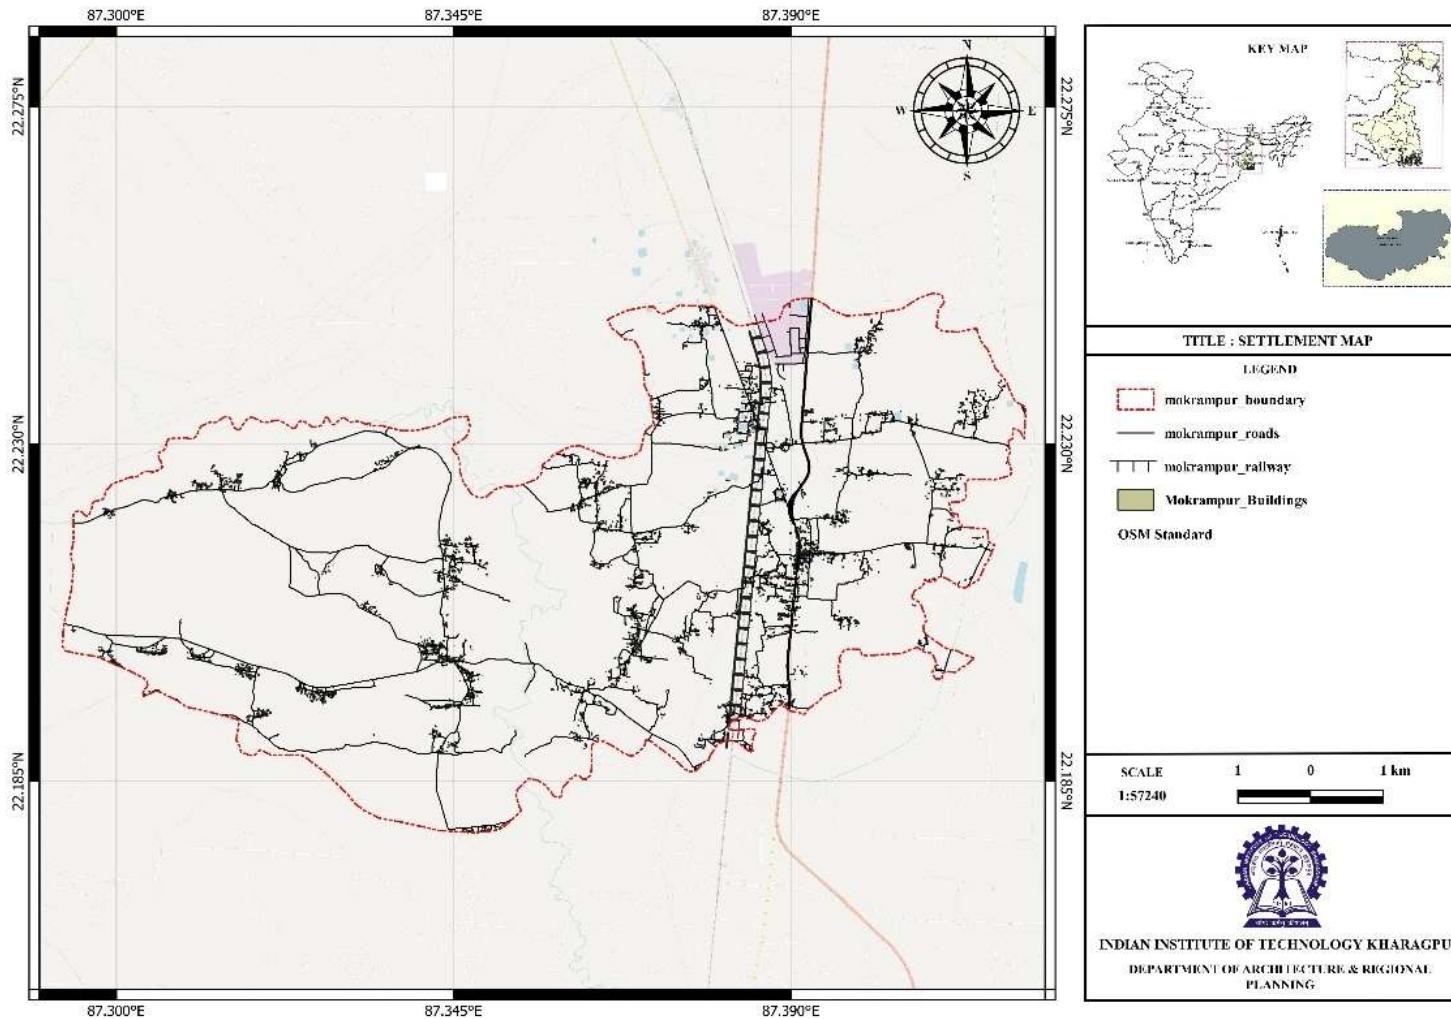 87.300°E 87.345°E 87.390°E
22.275°N 22.275°N
22.230°N 22.230°N
22.185°N 22.185°N
87.300°E 87.345°E 87.390°E
N
W E
S
KEY MAP
TITLE : SETTLEMENT MAP
LEGEND
mokrampur_boundary
mokrampur_roads
mokrampur_railway
Mokrampur_Buildings
OSM Standard
SCALE 1 0 1 km
1:57240
INDIAN INSTITUTE OF TECHNOLOGY KHARAGPU
DEPARTMENT OF ARCHITECTURE & REGIONAL
PLANNING